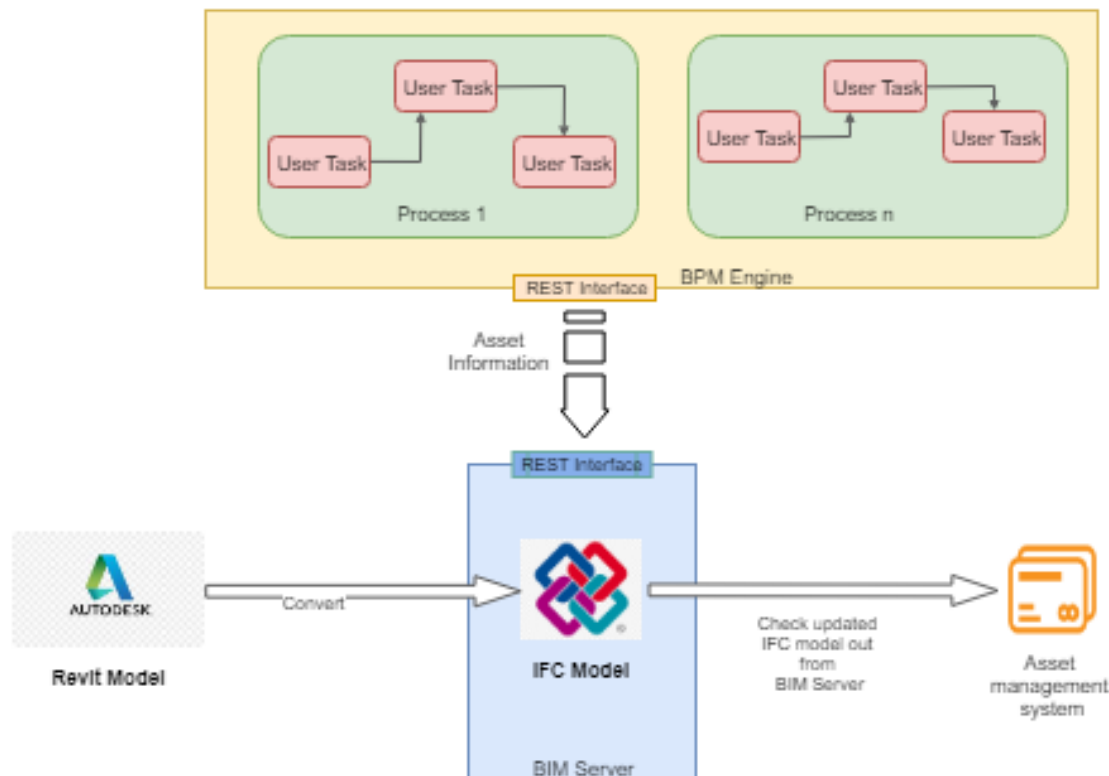 User Task
User Task
User Task
Process 1
User Task
User Task
User Task
Process n
BPM Engine
REST Interface
Asset
Information
REST Interface
AUTODESK
Revit Model
Convert
®
IFC Model
Check updated
IFC model out
from
BIM Server
Asset
management
system
BIM Server